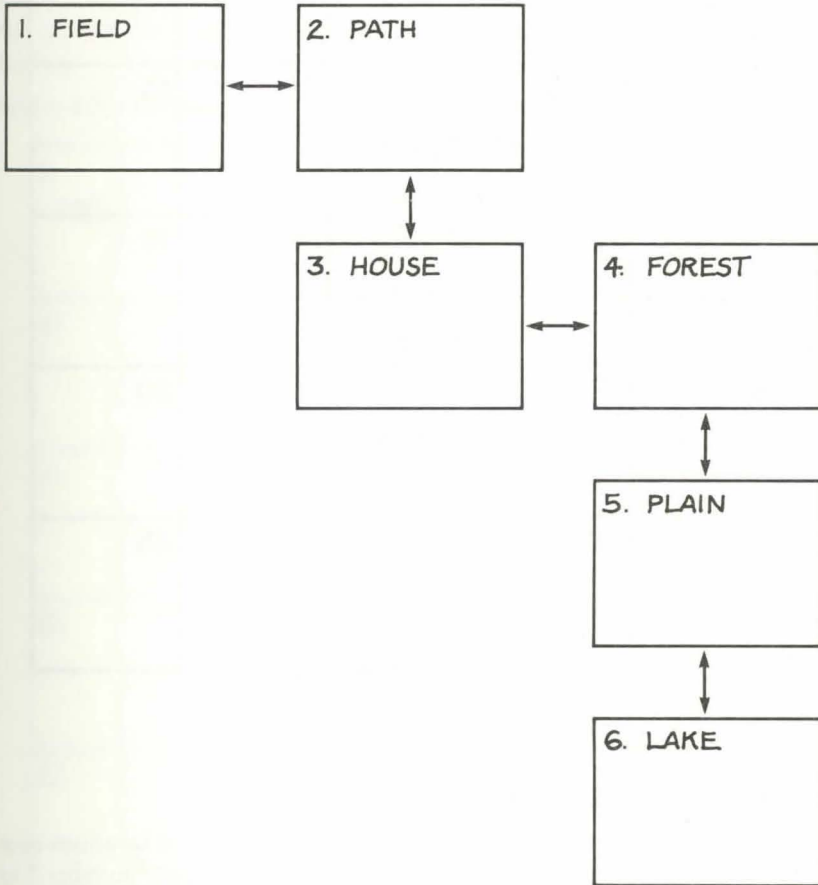 1. FIELD
2. PATH
3. HOUSE
4. FOREST
5. PLAIN
6. LAKE